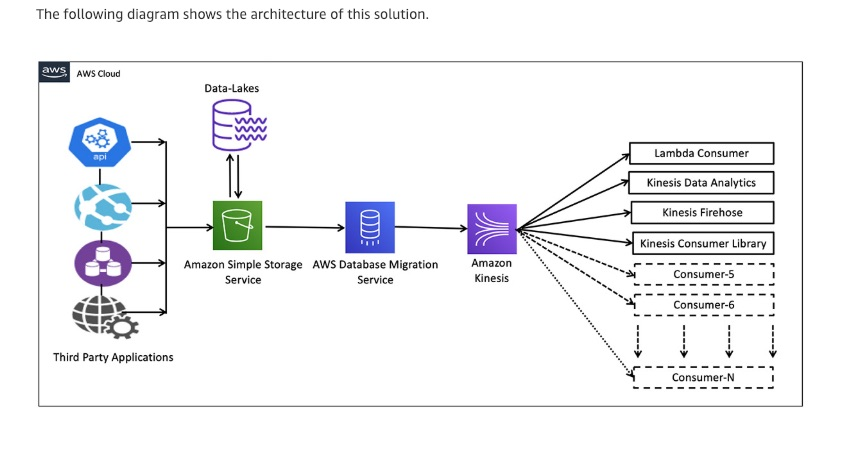 The following diagram shows the architecture of this solution.
aws
AWS Cloud
Data-Lakes
api
Third Party Applications
Amazon Simple Storage
Service
AWS Database Migration
Service
Amazon
Kinesis
Lambda Consumer
Kinesis Data Analytics
Kinesis Firehose
Kinesis Consumer Library
Consumer-5
Consumer-6
Consumer-N